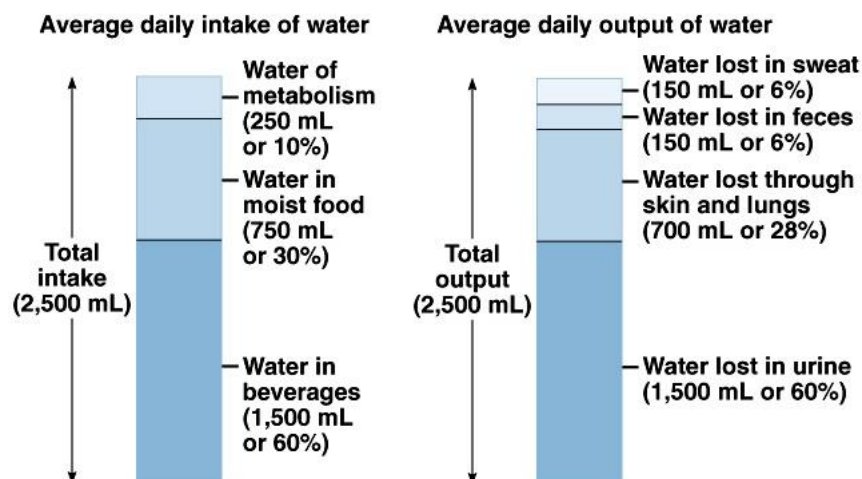 Average daily intake of water
Water of
metabolism
(250 mL
or 10%)
Water in
moist food
(750 mL
or 30%)
Total
intake
(2,500 mL)
Water in
beverages
(1,500 mL
or 60%)
Average daily output of water
Water lost in sweat
(150 mL or 6%)
Water lost in feces
(150 mL or 6%)
Water lost through
skin and lungs
(700 mL or 28%)
Total
output
(2,500 mL)
Water lost in urine
(1,500 mL or 60%)